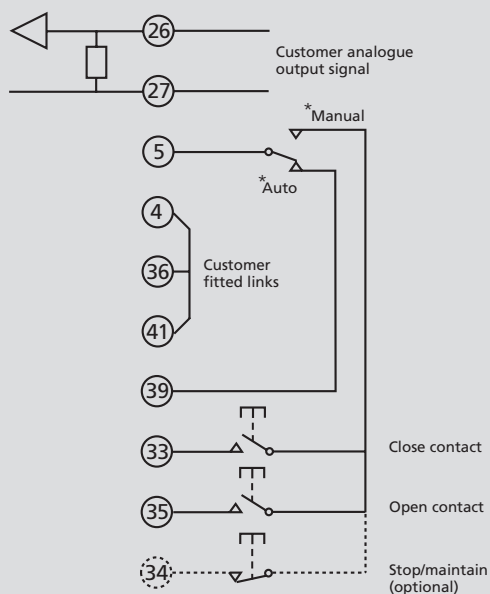 26
Customer analogue
output signal
27
*Manual
5
*Auto
4
36
Customer
fitted links
41
39
33
Close contact
35
Open contact
34
Stop/maintain
(optional)